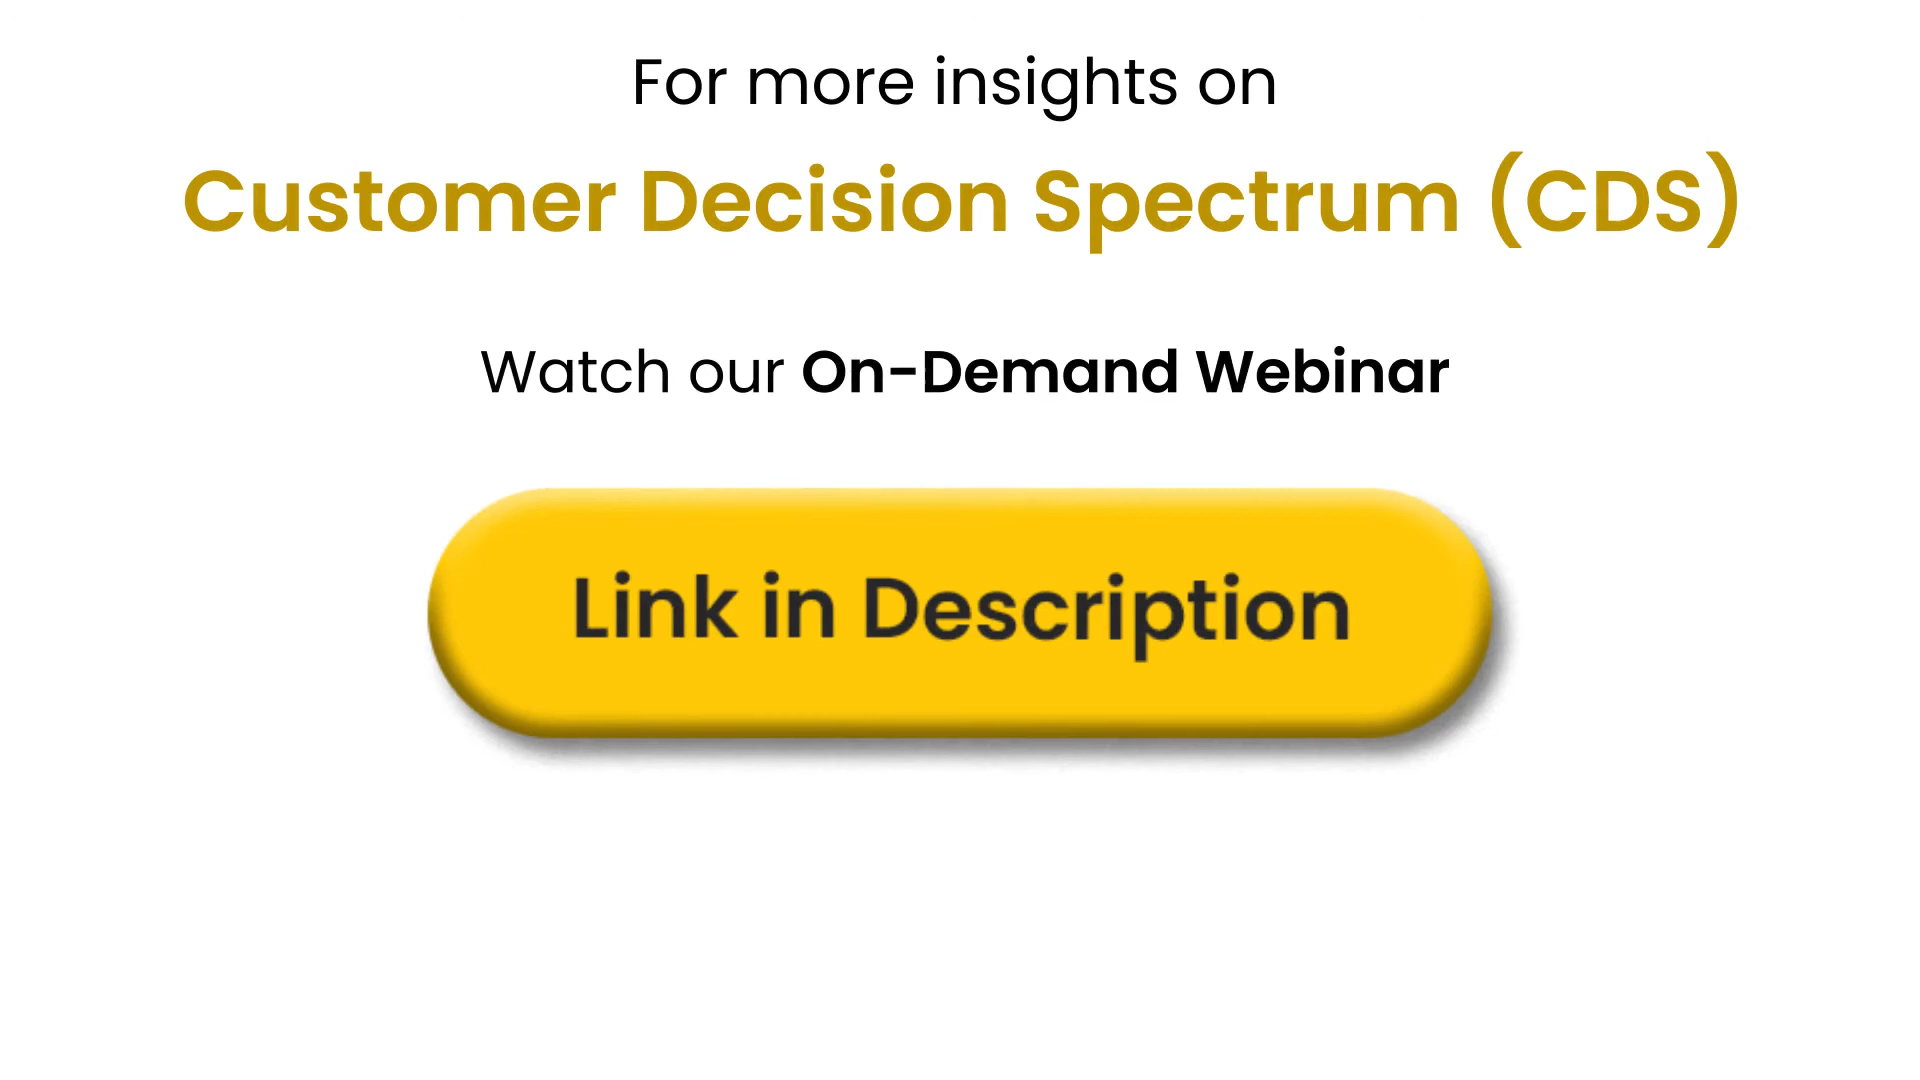 For more insights on
Customer Decision Spectrum (CDS)
Watch our On-Demand Webinar
Link in Description